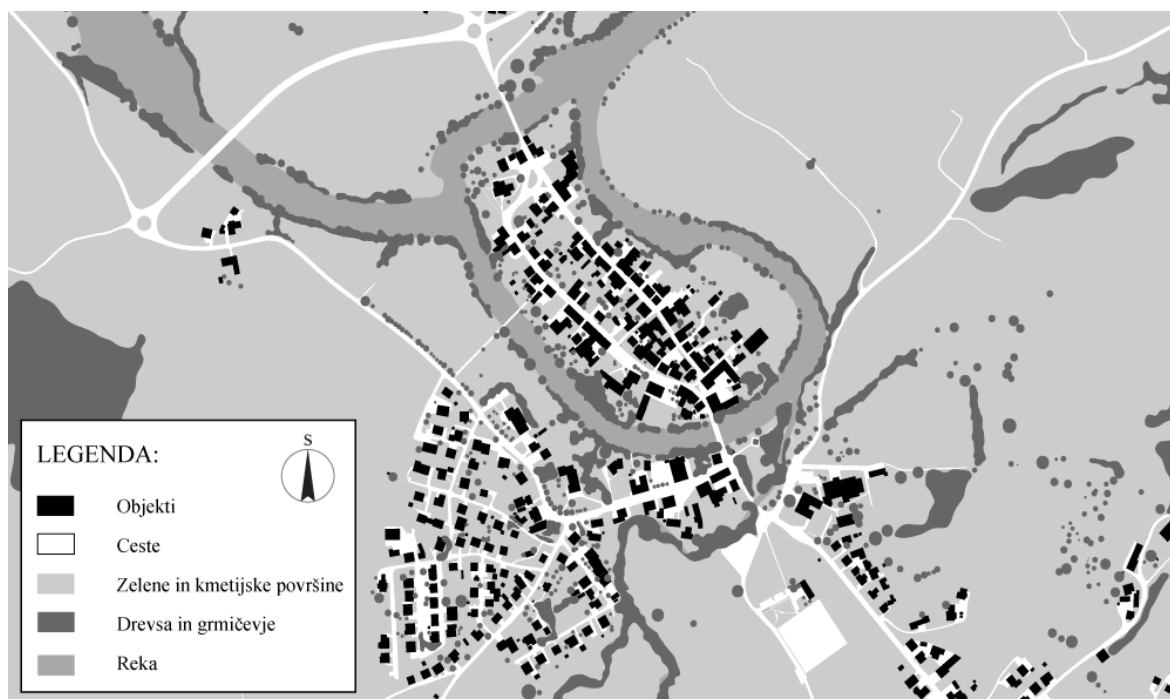 LEGENDA:
S
Objekti
Ceste
Zelene in kmetijske površine
Drevsa in grmičevje
Reka